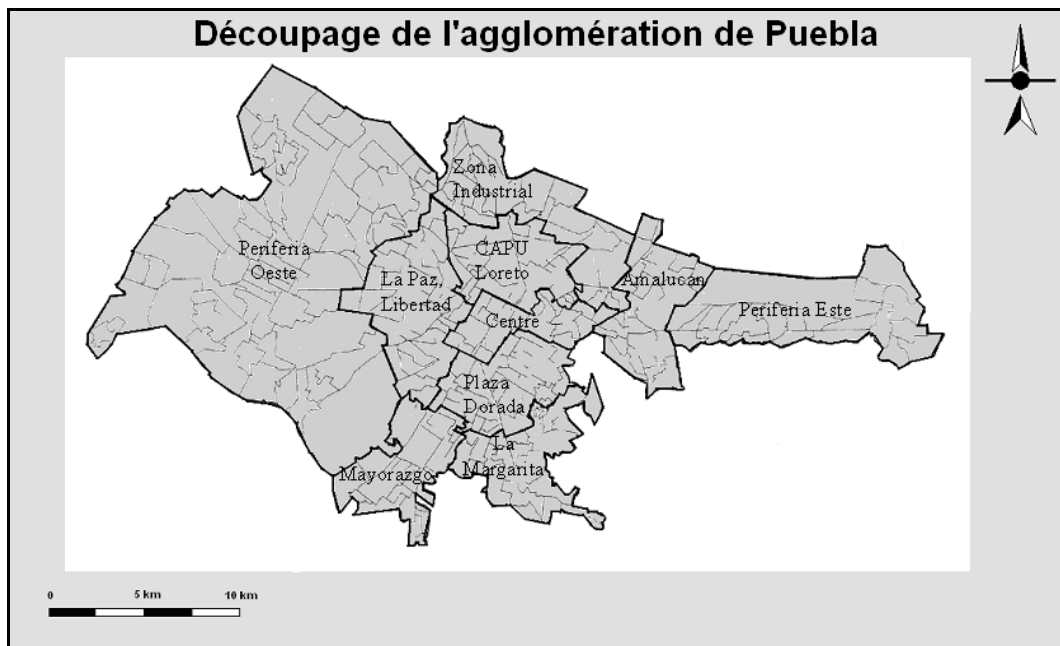 Découpage de l'agglomération de Puebla
Zona
Industrial
Periferia
Oeste
CAPU
Loreto
La Paz,
Libertad
Amalucan
Centre
Periferia Este
Plaza
Dorada
La
Margarita
Mayorazgo
0 5 km 10 km